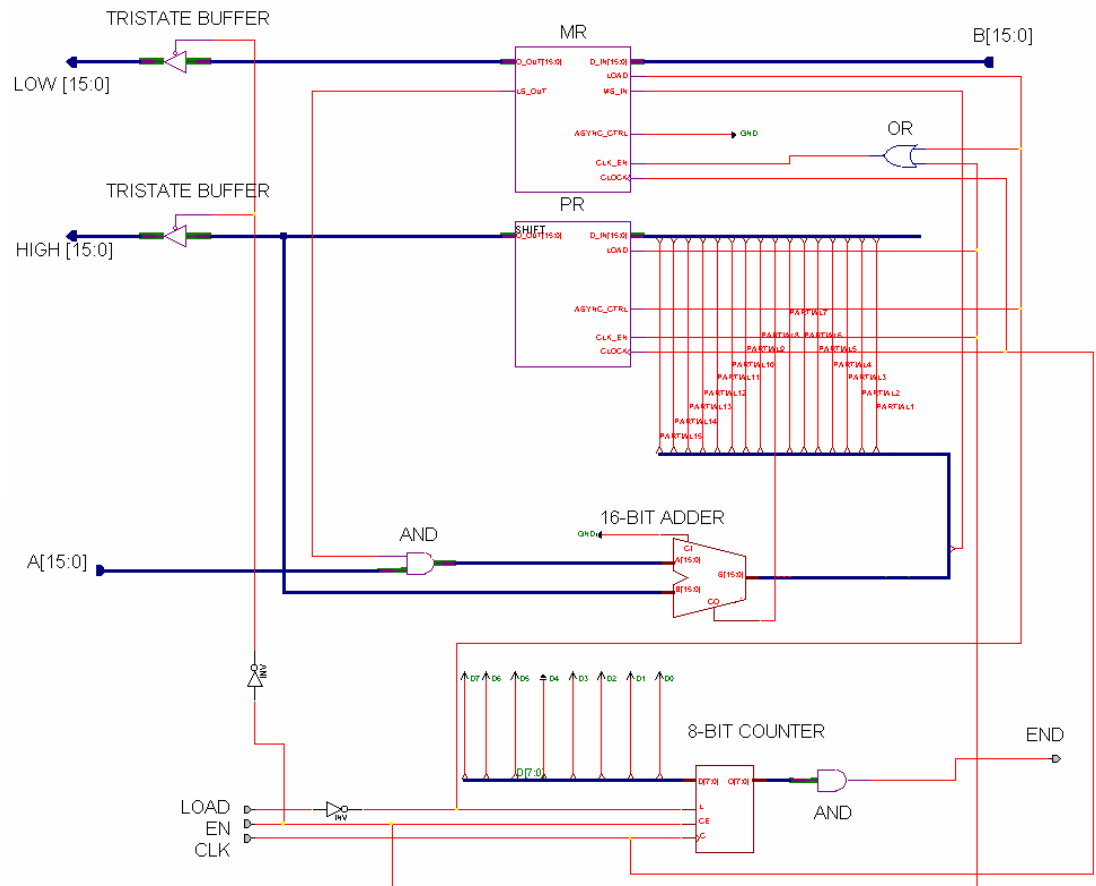 TRISTATE BUFFER
MR
B[15:0]
LOW [15:0]
D_IN[15:0]
LOAD
MS_IN
LS_OUT
ASYNC_CTRL
GND
OR
CLK_EN
CLOCK
TRISTATE BUFFER
PR
HIGH [15:0]
SHIFT
D_IN[15:0]
LOAD
ASYNC_CTRL
CLK_EN
CLOCK
PARTIAL7
PARTIAL8
PARTIAL6
PARTIAL9
PARTIAL5
PARTIAL10
PARTIAL4
PARTIAL11
PARTIAL3
PARTIAL12
PARTIAL2
PARTIAL13
PARTIAL1
PARTIAL14
PARTIAL15
16-BIT ADDER
AND
GND
CI
A[15:0]
A[15:0]
S[15:0]
B[15:0]
CO
INV
D7
D6
D5
D4
D3
D2
D1
D0
8-BIT COUNTER
END
D[7:0]
D[7:0]
Q[7:0]
LOAD
INV
L
AND
EN
CE
CLK
C